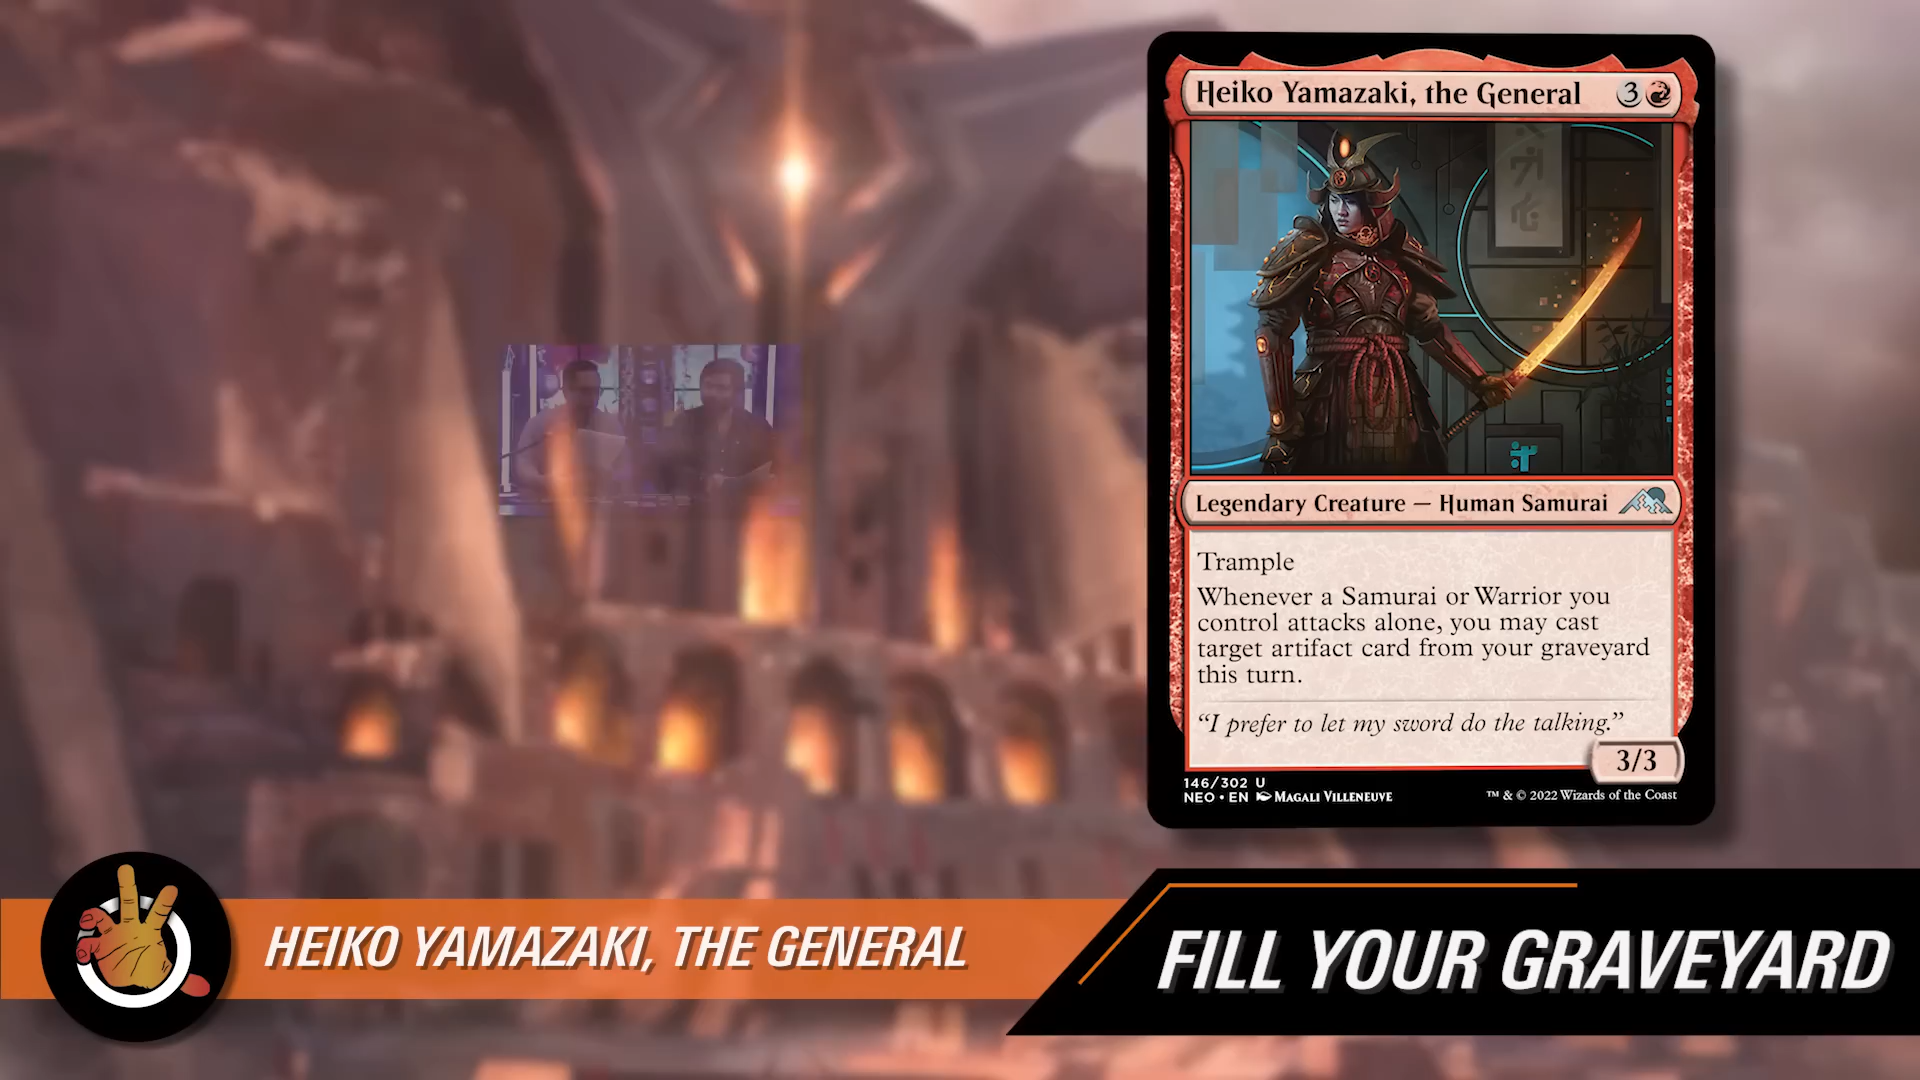 Heiko Yamazaki, the General 3
Legendary Creature — Human Samurai
Trample
Whenever a Samurai or Warrior you
control attacks alone, you may cast
target artifact card from your graveyard
this turn.
“I prefer to let my sword do the talking.”
3/3
146/302 U
NEO • EN MAGALI VILLENEUVE
™ & © 2022 Wizards of the Coast
HEIKO YAMAZAKI, THE GENERAL
FILL YOUR GRAVEYARD